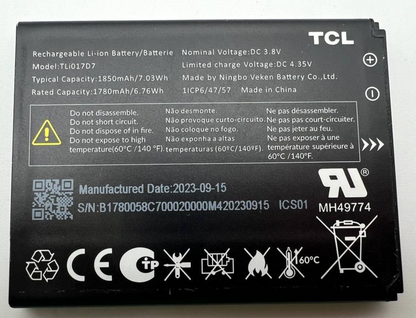 TCL
Rechargeable Li-ion Battery/Batterie
Model:TLi017D7
Typical Capacity:1850mAh/7.03Wh
Rated Capacity:1780mAh/6.76Wh
Nominal Voltage:DC 3.8V
Limited charge Voltage:DC 4.35V
Made by Ningbo Veken Battery Co., Ltd.
1ICP6/47/57 Made in China
Do not disassemble.
Do not short circuit.
Do not dispose of in fire.
Do not expose to high
temperature(60°C /140 °F.)
Não desmonte.
Não provoque curto-circuito.
Não coloque no fogo.
Não exponha a altas
temperaturas (60°C/140°F.)
Ne pas désassembler.
Ne pas court-circuiter.
Ne pas jeter au feu.
Ne pas exposer à une
haute température
60°C /140 °F.
Manufactured Date:2023-09-15
S/N:B1780058C700020000M420230915 ICS01
MH49774
60°C